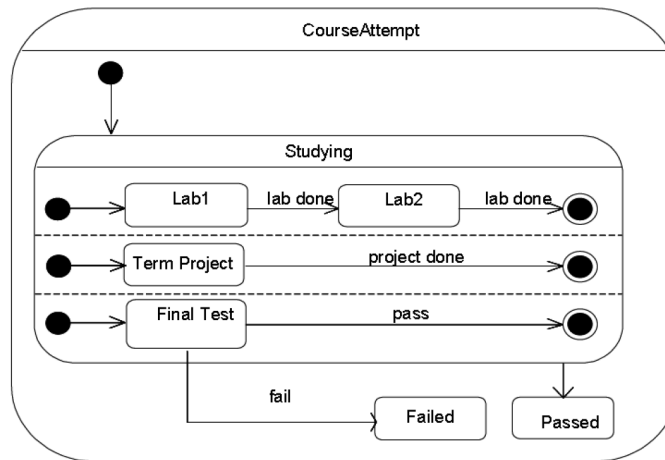 CourseAttempt
Studying
Lab1 lab done Lab2 lab done
Term Project project done
Final Test pass
fail
Failed Passed